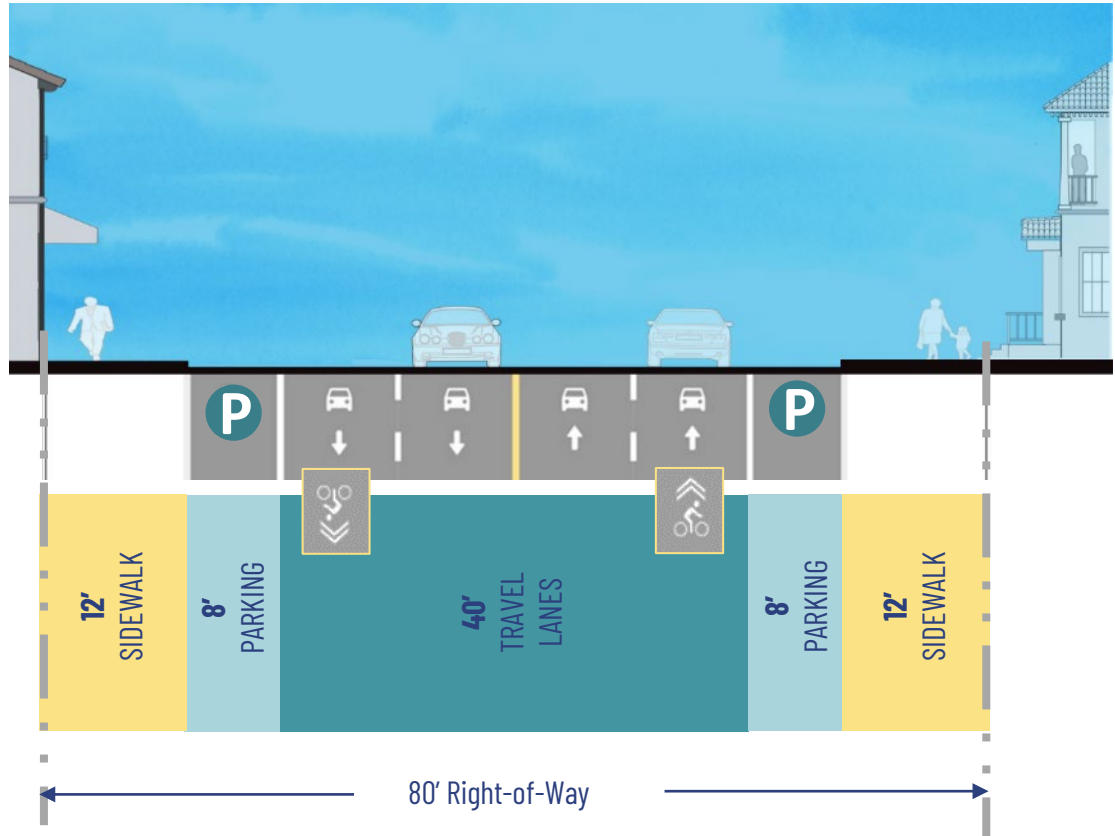 P
P
12'
SIDEWALK
8'
PARKING
40'
TRAVEL
LANES
8'
PARKING
12'
SIDEWALK
80' Right-of-Way